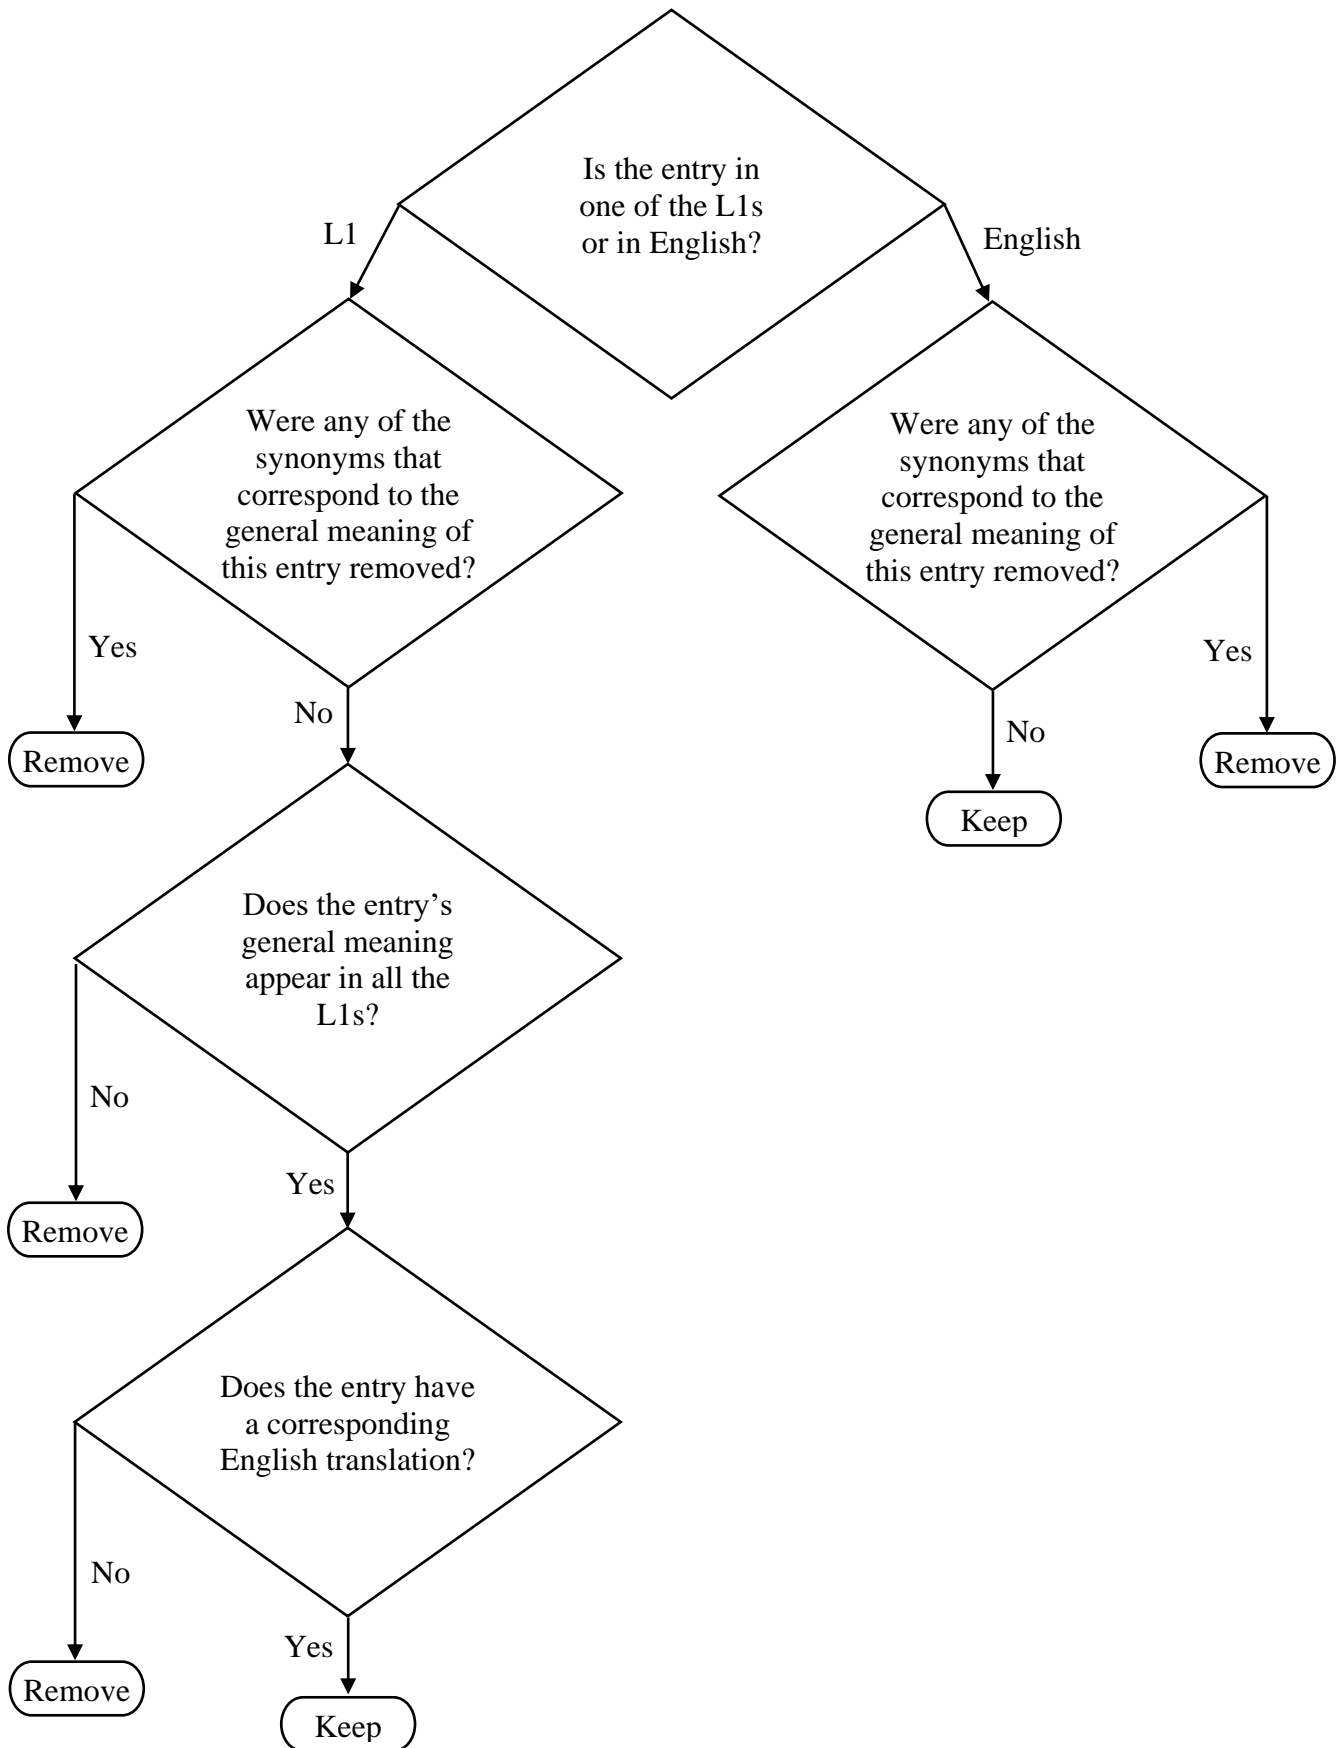 Is the entry in
one of the L1s
or in English?
L1
English
Were any of the
synonyms that
correspond to the
general meaning of
this entry removed?
Were any of the
synonyms that
correspond to the
general meaning of
this entry removed?
Yes
No
Yes
No
Remove
Remove
Keep
Does the entry’s
general meaning
appear in all the
L1s?
No
Yes
Remove
Does the entry have
a corresponding
English translation?
No
Yes
Remove
Keep